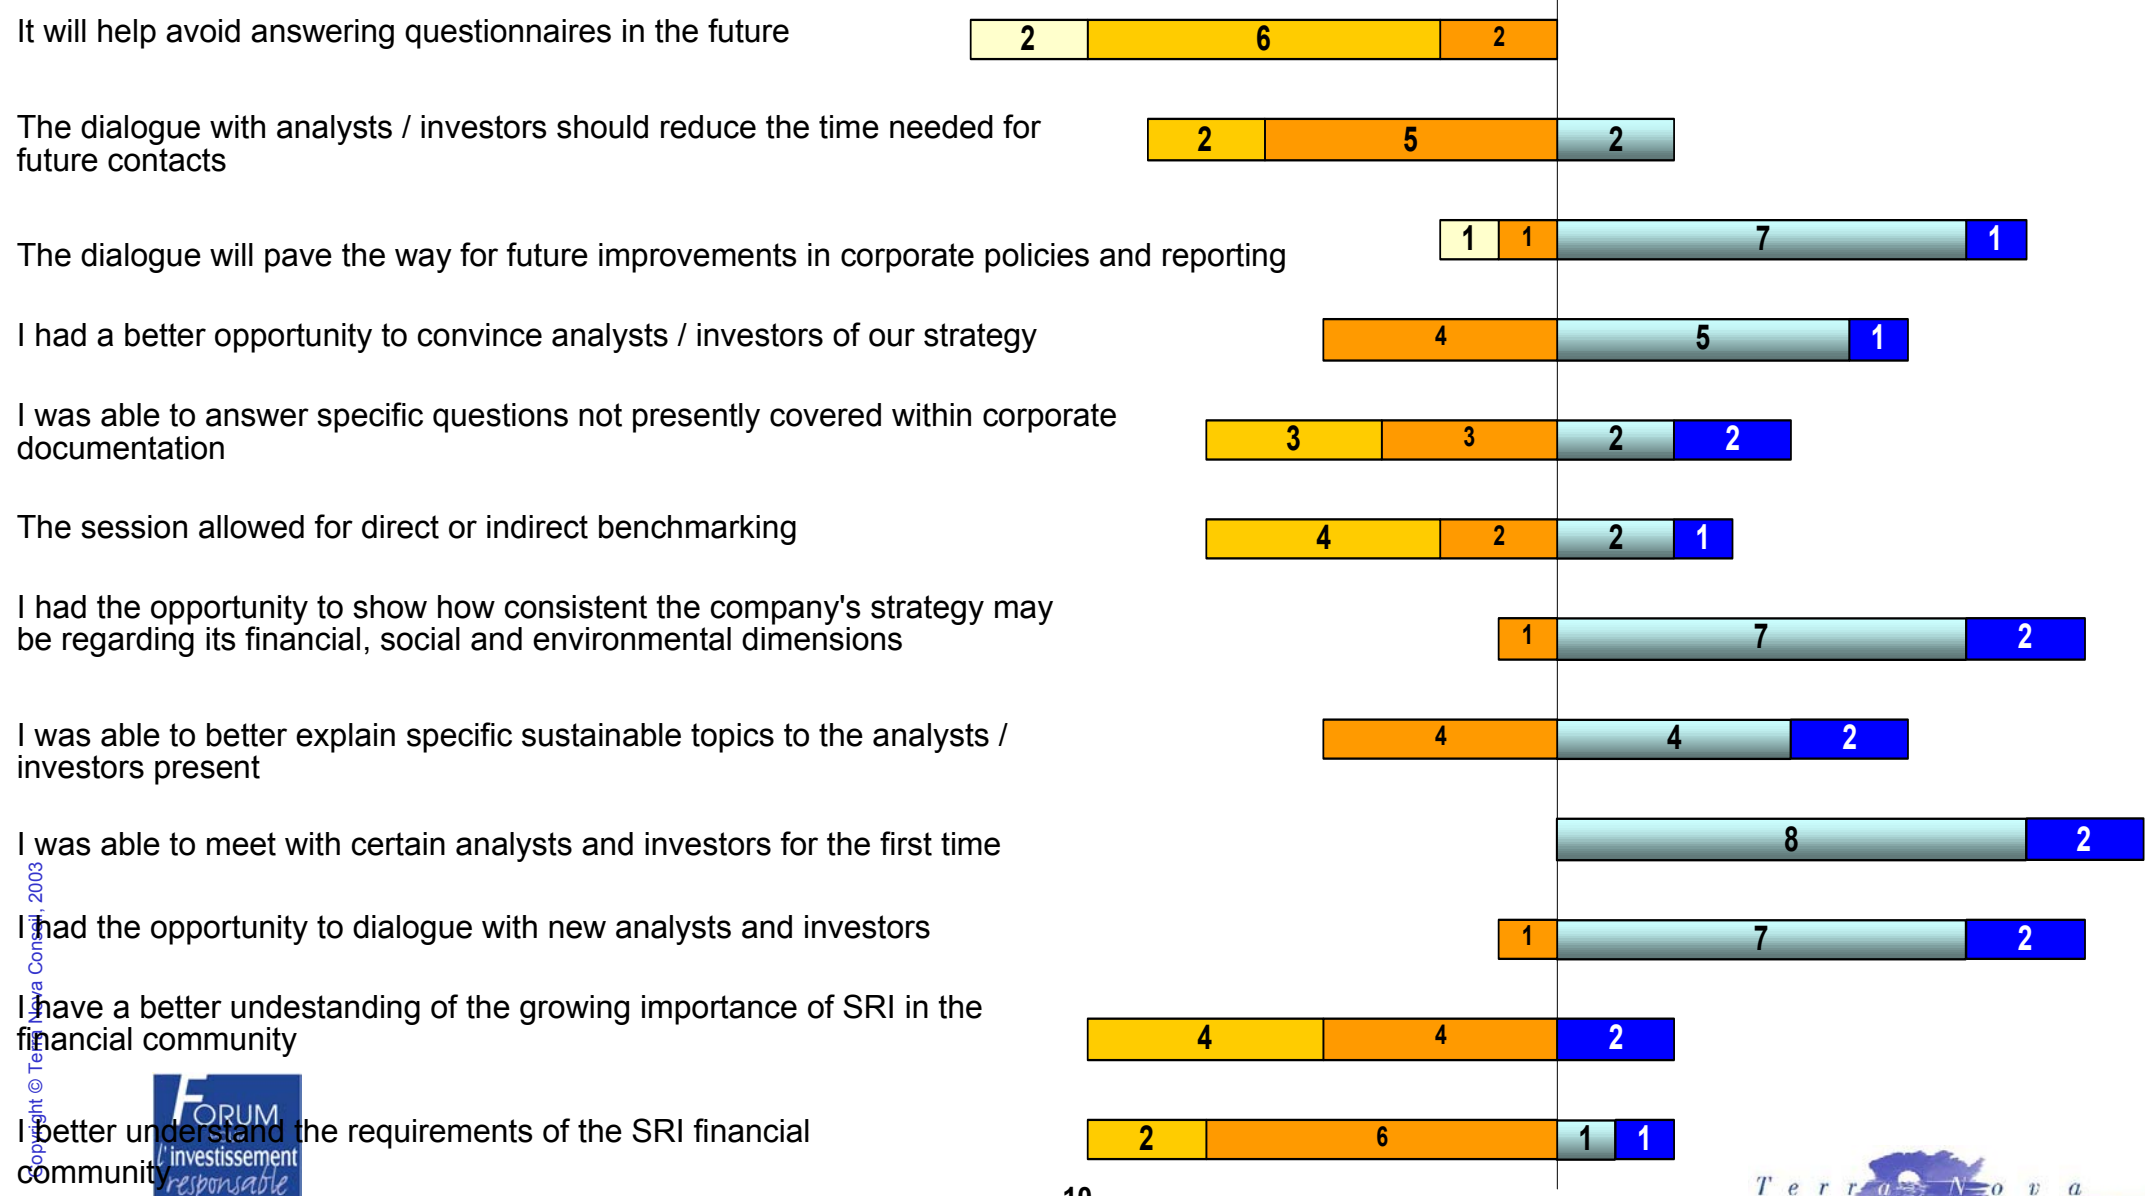 It will help avoid answering questionnaires in the future
2 6 2
The dialogue with analysts / investors should reduce the time needed for
future contacts
2 5 2
The dialogue will pave the way for future improvements in corporate policies and reporting
1 1 7 1
I had a better opportunity to convince analysts / investors of our strategy
4 5 1
I was able to answer specific questions not presently covered within corporate
documentation
3 3 2 2
The session allowed for direct or indirect benchmarking
4 2 2 1
I had the opportunity to show how consistent the company's strategy may
be regarding its financial, social and environmental dimensions
1 7 2
I was able to better explain specific sustainable topics to the analysts /
investors present
4 4 2
I was able to meet with certain analysts and investors for the first time
8 2
I had the opportunity to dialogue with new analysts and investors
1 7 2
I have a better undestanding of the growing importance of SRI in the
financial community
4 4 2
I better understand the requirements of the SRI financial
community
2 6 1 1
Copyright © Terra Nova Conseil, 2003
FORUM
l'investissement
responsable
Terra Nova